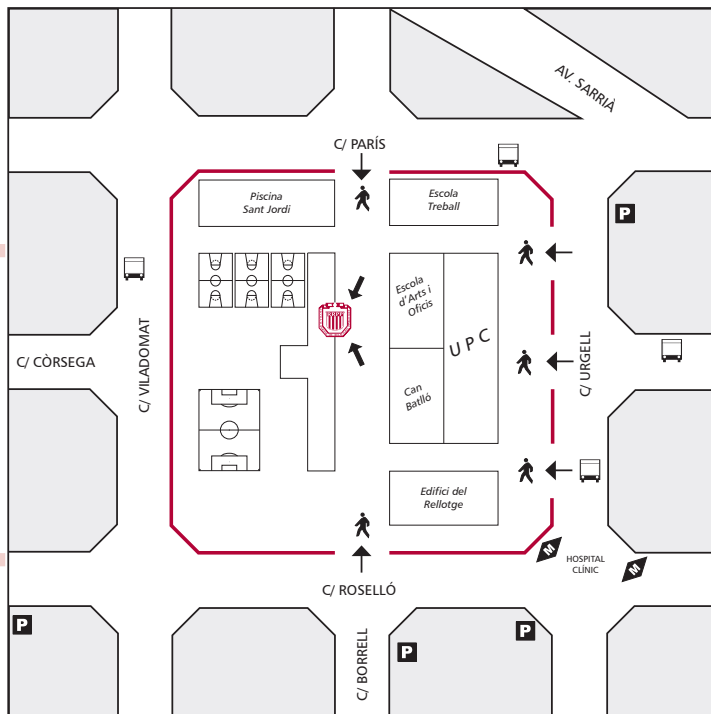 AV. SARRIÀ
C/ PARÍS
Piscina
Sant Jordi
Escola
Treball
P
Escola
d'Arts i
Oficis
UPC
C/ CÒRSEGA
C/ VILADOMAT
C/ URGELL
Can
Batlló
Edifici del
Rellotge
M
HOSPITAL
CLÍNIC
M
C/ ROSELLÓ
P
P
P
C/ BORRELL